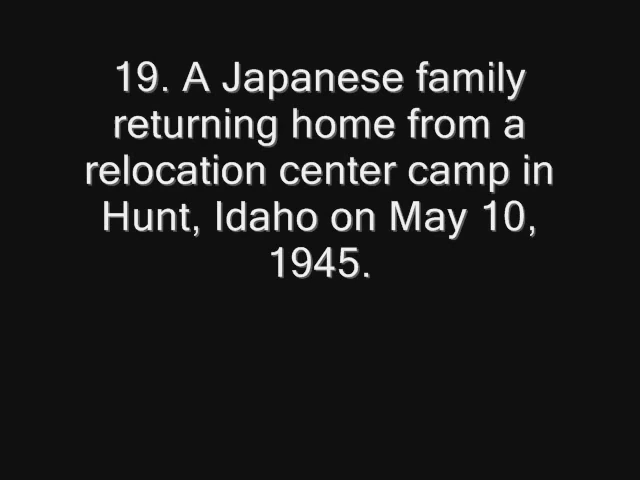 19. A Japanese family
returning home from a
relocation center camp in
Hunt, Idaho on May 10,
1945.